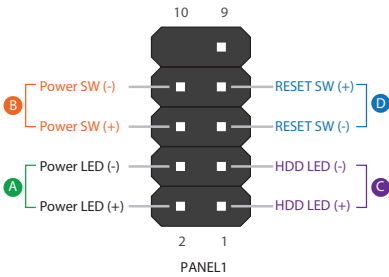 10 9
B Power SW (-) RESET SW (+) D
Power SW (+) RESET SW (-)
A Power LED (-) HDD LED (-) C
Power LED (+) HDD LED (+)
2 1
PANEL1